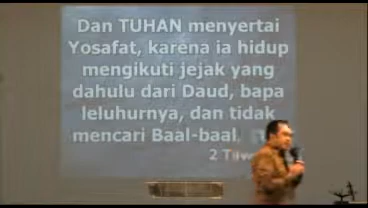 Dan TUHAN menyertai
Yosafat, karena ia hidup
mengikuti jejak yang
dahulu dari Daud, bapa
leluhurnya, dan tidak
mencari Baal-baal,
2